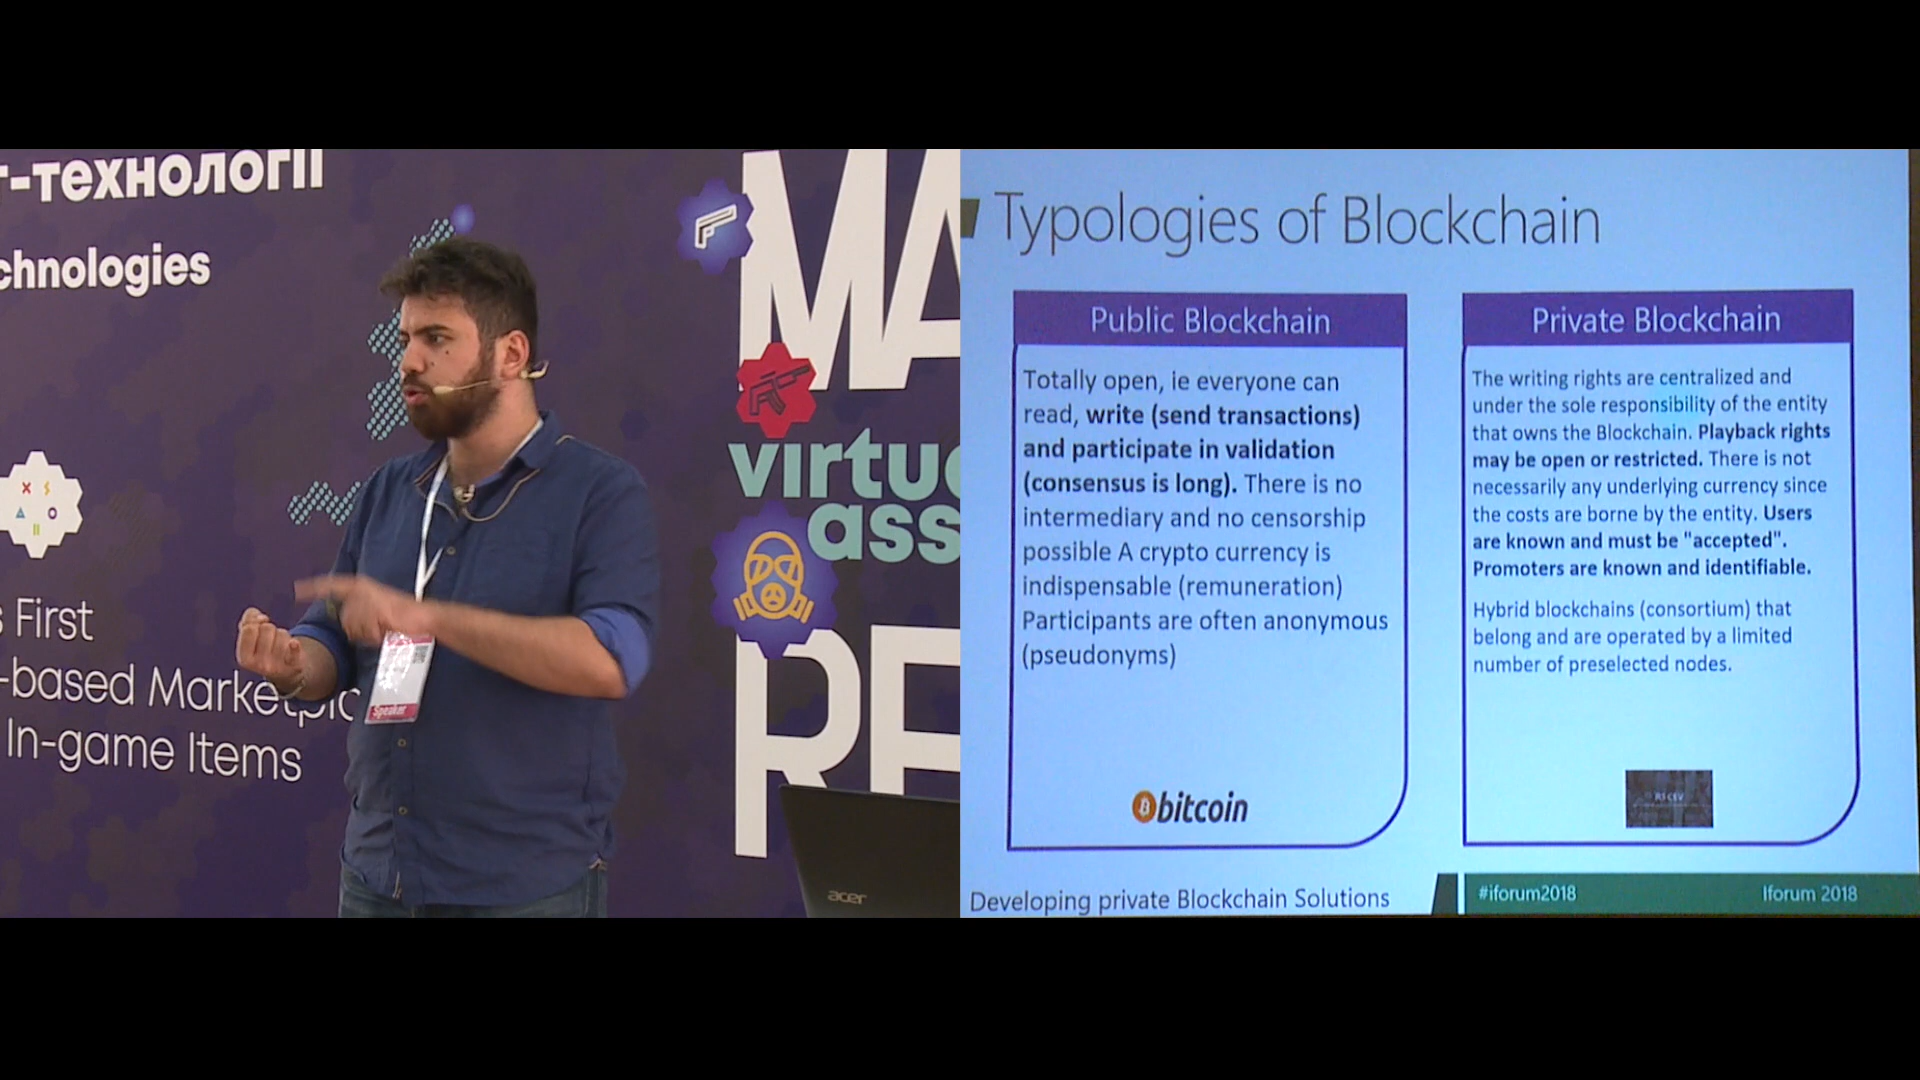 т-технології
chnologies
s First
-based Marketpla
In-game Items
MA
virtu
ass
RE
Speaker
acer
Typologies of Blockchain
Public Blockchain
Totally open, ie everyone can
read, write (send transactions)
and participate in validation
(consensus is long). There is no
intermediary and no censorship
possible A crypto currency is
indispensable (remuneration)
Participants are often anonymous
(pseudonyms)
bitcoin
Private Blockchain
The writing rights are centralized and
under the sole responsibility of the entity
that owns the Blockchain. Playback rights
may be open or restricted. There is not
necessarily any underlying currency since
the costs are borne by the entity. Users
are known and must be "accepted".
Promoters are known and identifiable.
Hybrid blockchains (consortium) that
belong and are operated by a limited
number of preselected nodes.
R3 CEV
Developing private Blockchain Solutions
#iforum2018
Iforum 2018